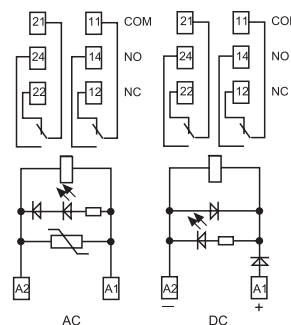 21 11 COM 21 11 COM
24 14 NO 24 14 NO
22 12 NC 22 12 NC
A2 A1 A2 A1
— +
AC DC